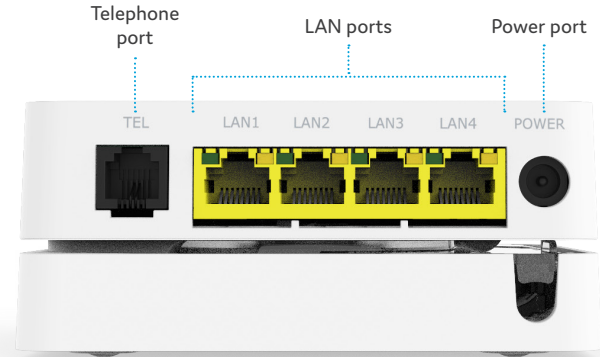 Telephone
port
LAN ports
Power port
TEL
LAN1
LAN2
LAN3
LAN4
POWER